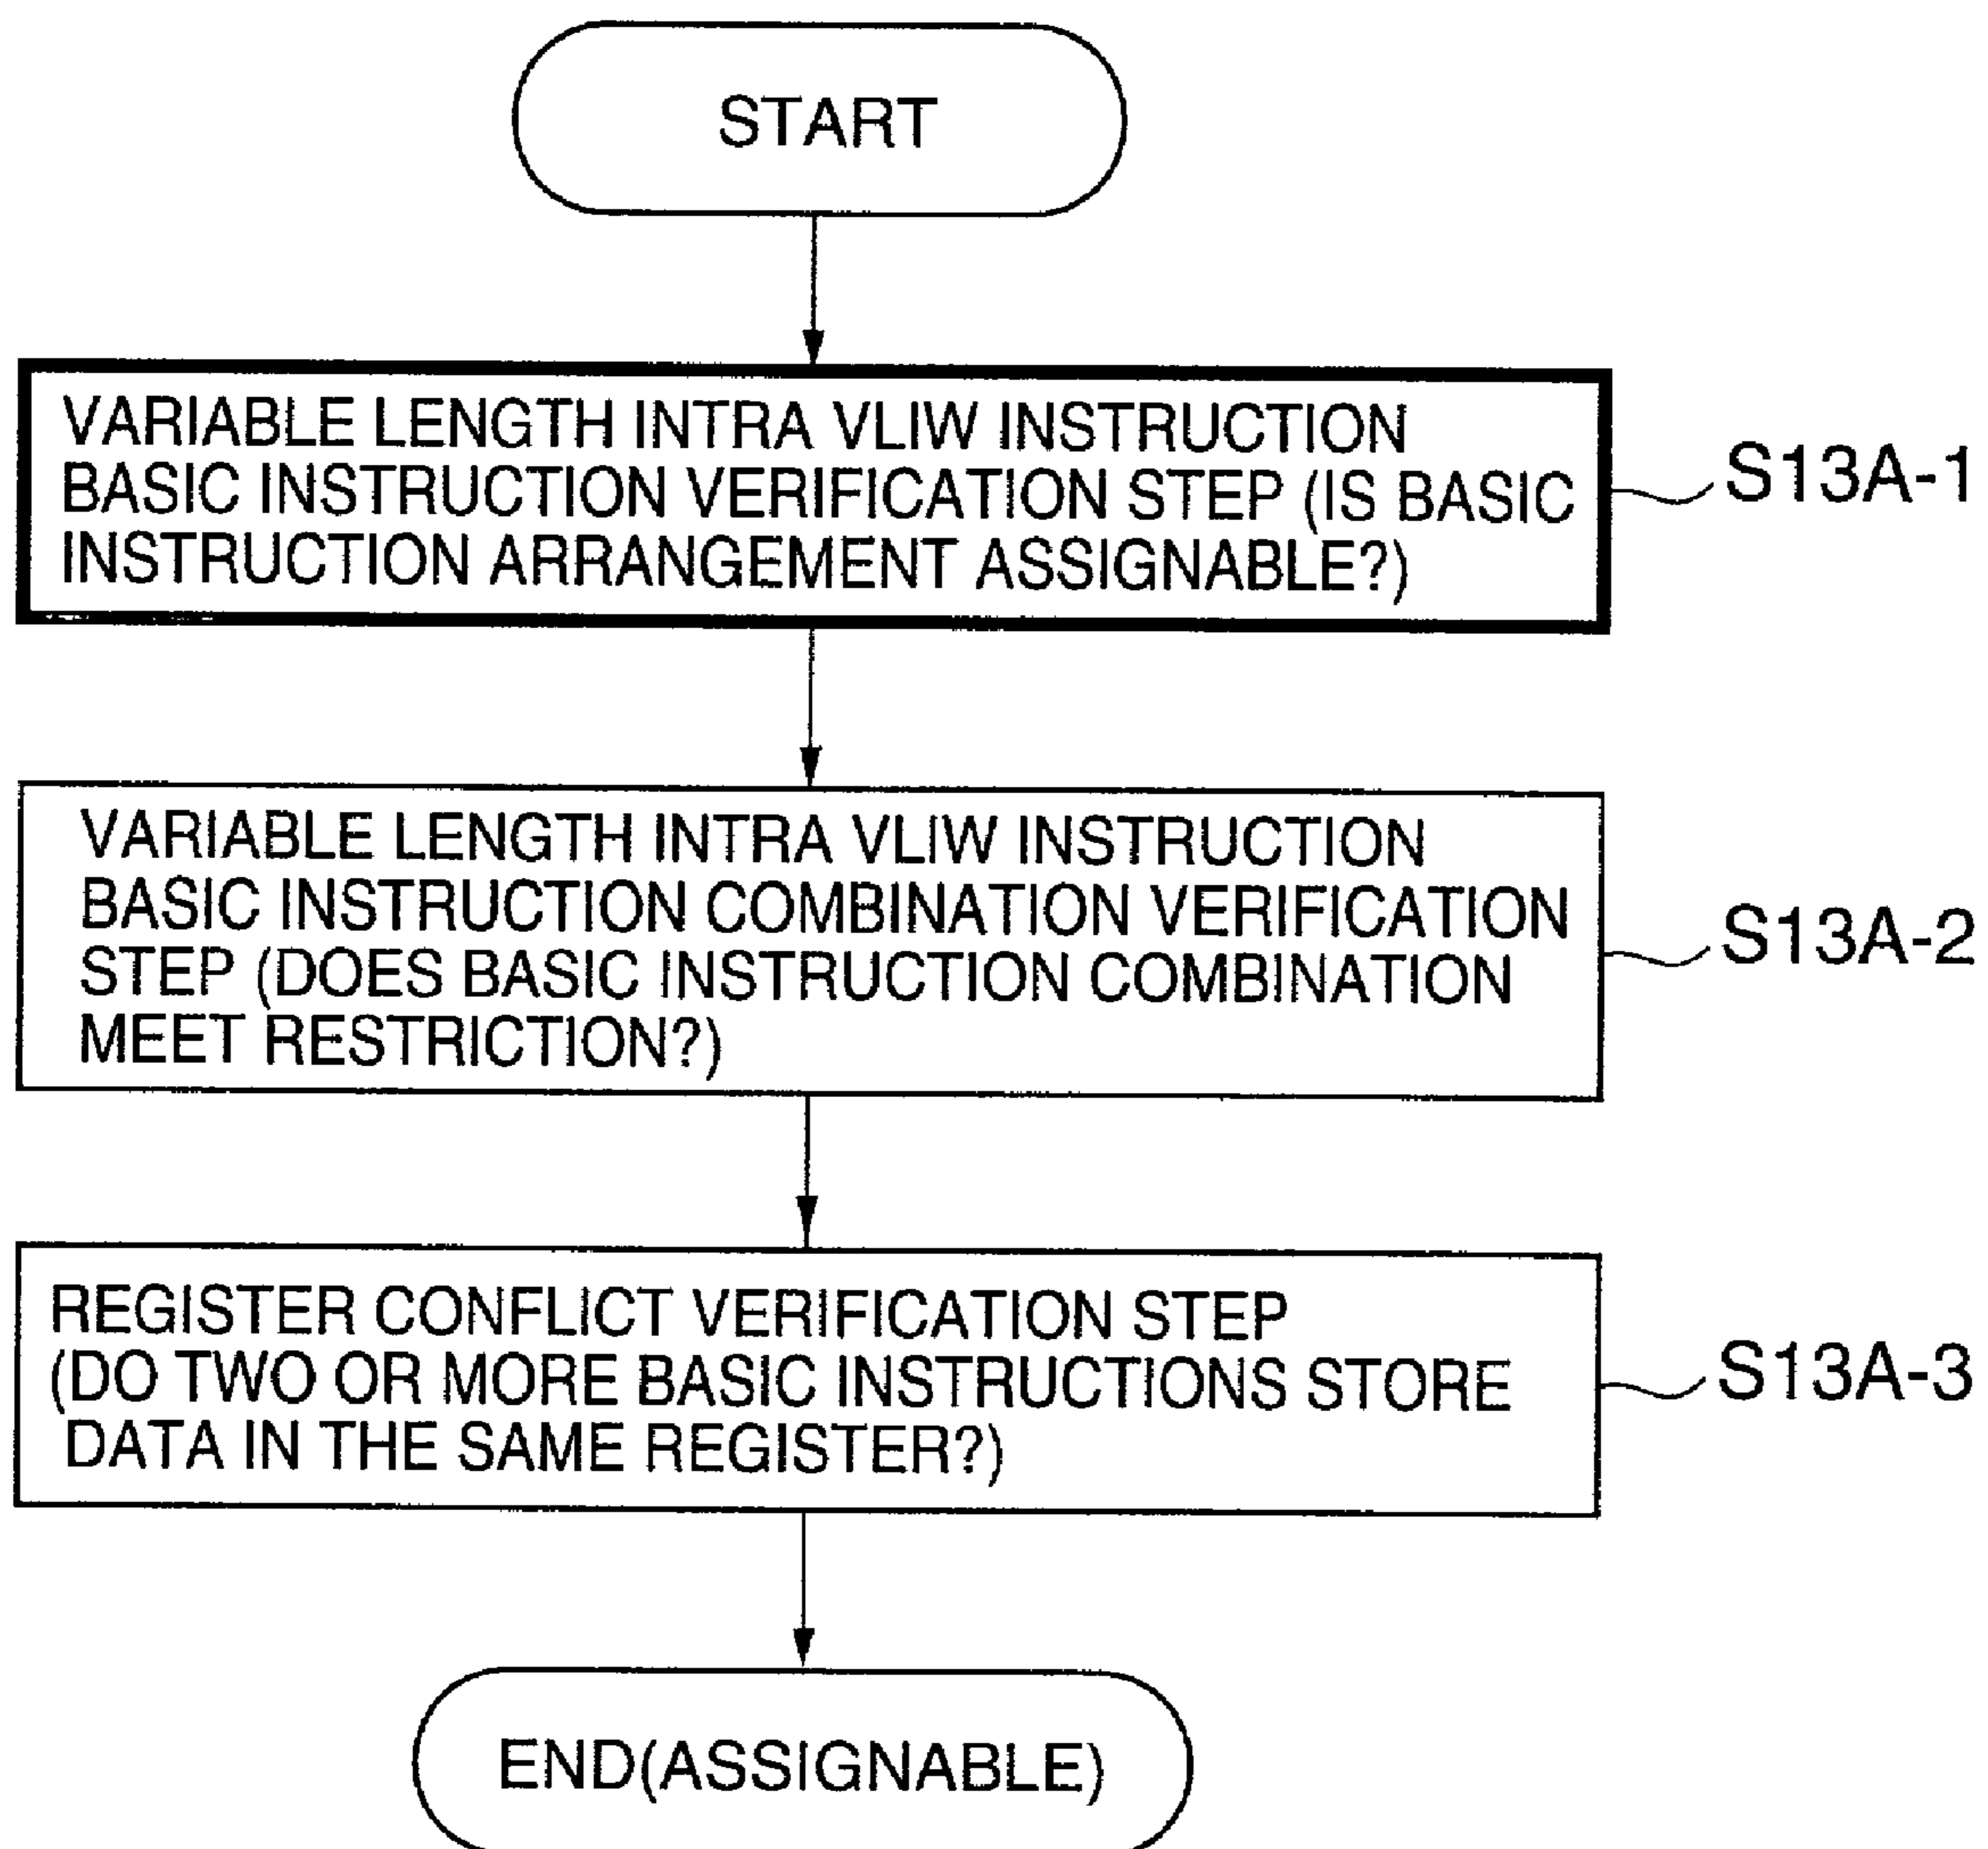 START
VARIABLE LENGTH INTRA VLIW INSTRUCTION
BASIC INSTRUCTION VERIFICATION STEP (IS BASIC
INSTRUCTION ARRANGEMENT ASSIGNABLE?)
S13A-1
VARIABLE LENGTH INTRA VLIW INSTRUCTION
BASIC INSTRUCTION COMBINATION VERIFICATION
STEP (DOES BASIC INSTRUCTION COMBINATION
MEET RESTRICTION?)
S13A-2
REGISTER CONFLICT VERIFICATION STEP
(DO TWO OR MORE BASIC INSTRUCTIONS STORE
DATA IN THE SAME REGISTER?)
S13A-3
END(ASSIGNABLE)